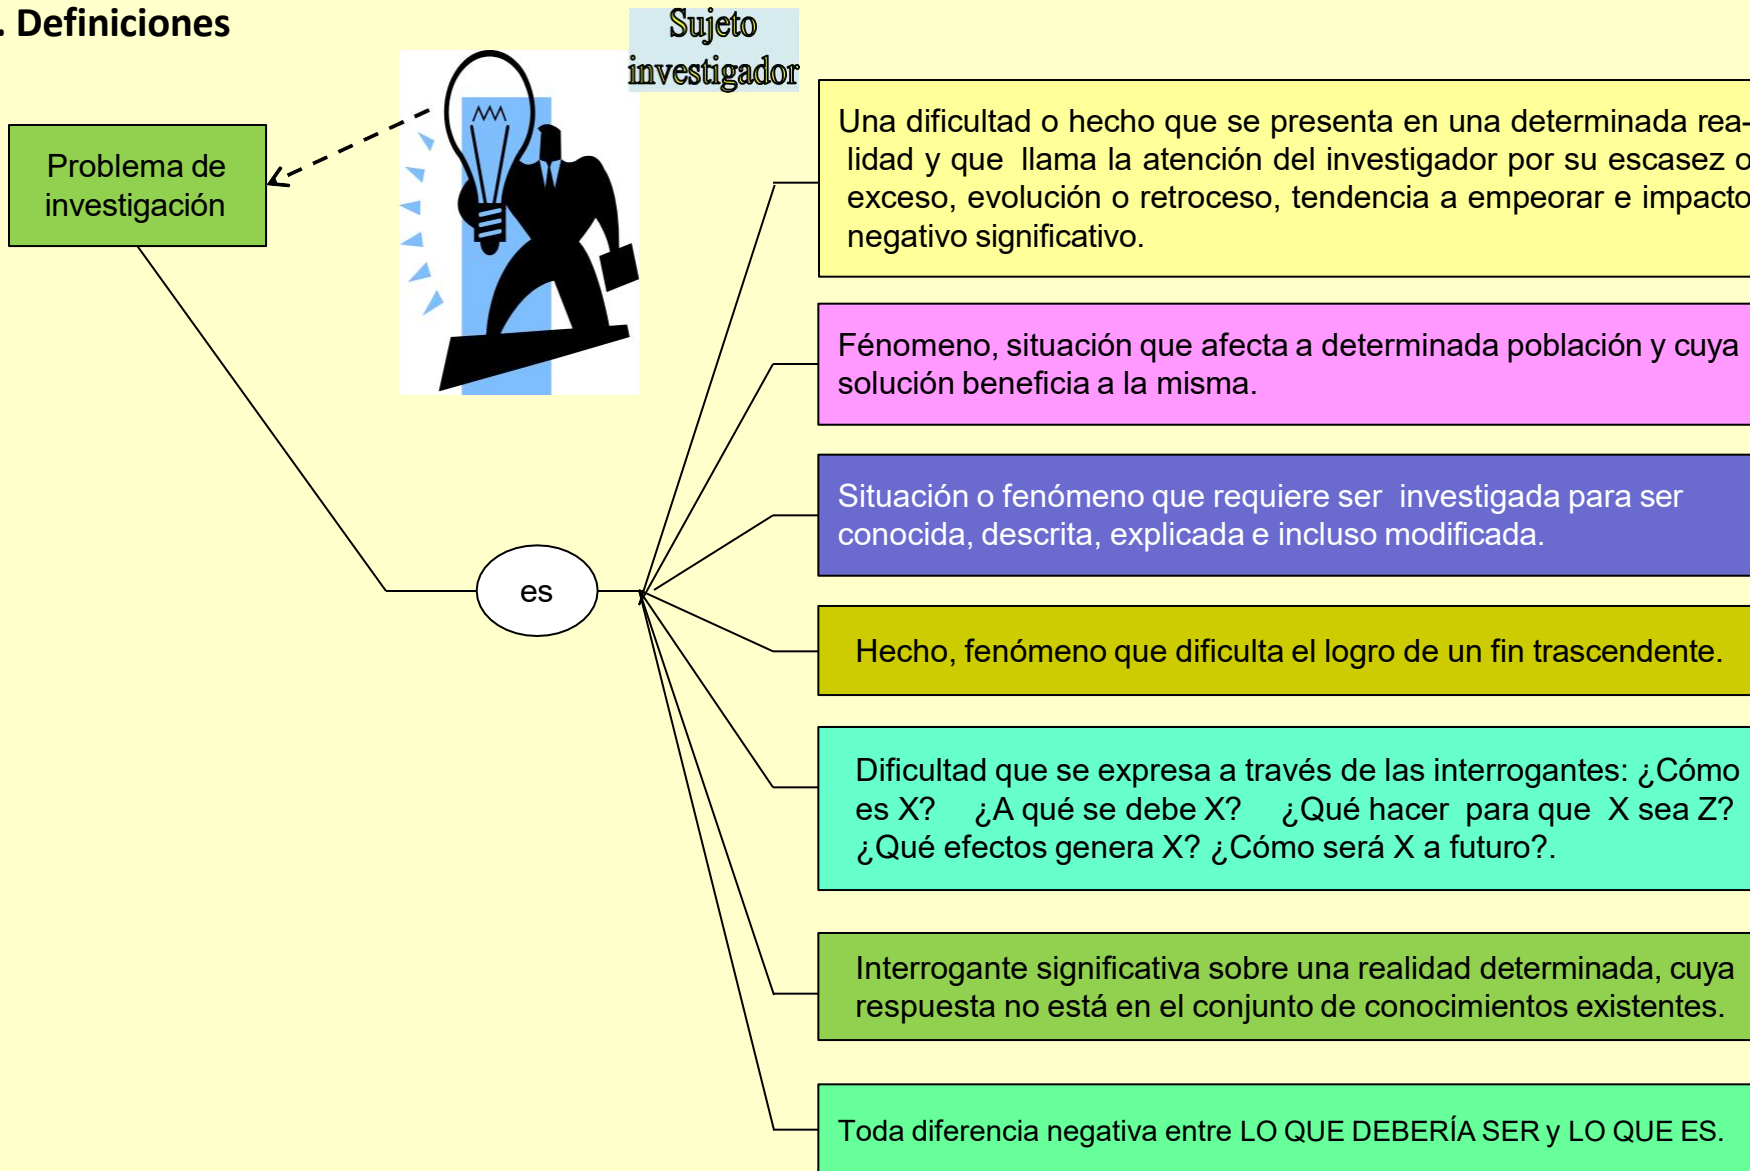 . Definiciones
Sujeto
investigador
Problema de
investigación
Una dificultad o hecho que se presenta en una determinada rea-
lidad y que llama la atención del investigador por su escasez o
exceso, evolución o retroceso, tendencia a empeorar e impacto
negativo significativo.
Fénomeno, situación que afecta a determinada población y cuya
solución beneficia a la misma.
Situación o fenómeno que requiere ser investigada para ser
conocida, descrita, explicada e incluso modificada.
es
Hecho, fenómeno que dificulta el logro de un fin trascendente.
Dificultad que se expresa a través de las interrogantes: ¿Cómo
es X? ¿A qué se debe X? ¿Qué hacer para que X sea Z?
¿Qué efectos genera X? ¿Cómo será X a futuro?.
Interrogante significativa sobre una realidad determinada, cuya
respuesta no está en el conjunto de conocimientos existentes.
Toda diferencia negativa entre LO QUE DEBERÍA SER y LO QUE ES.